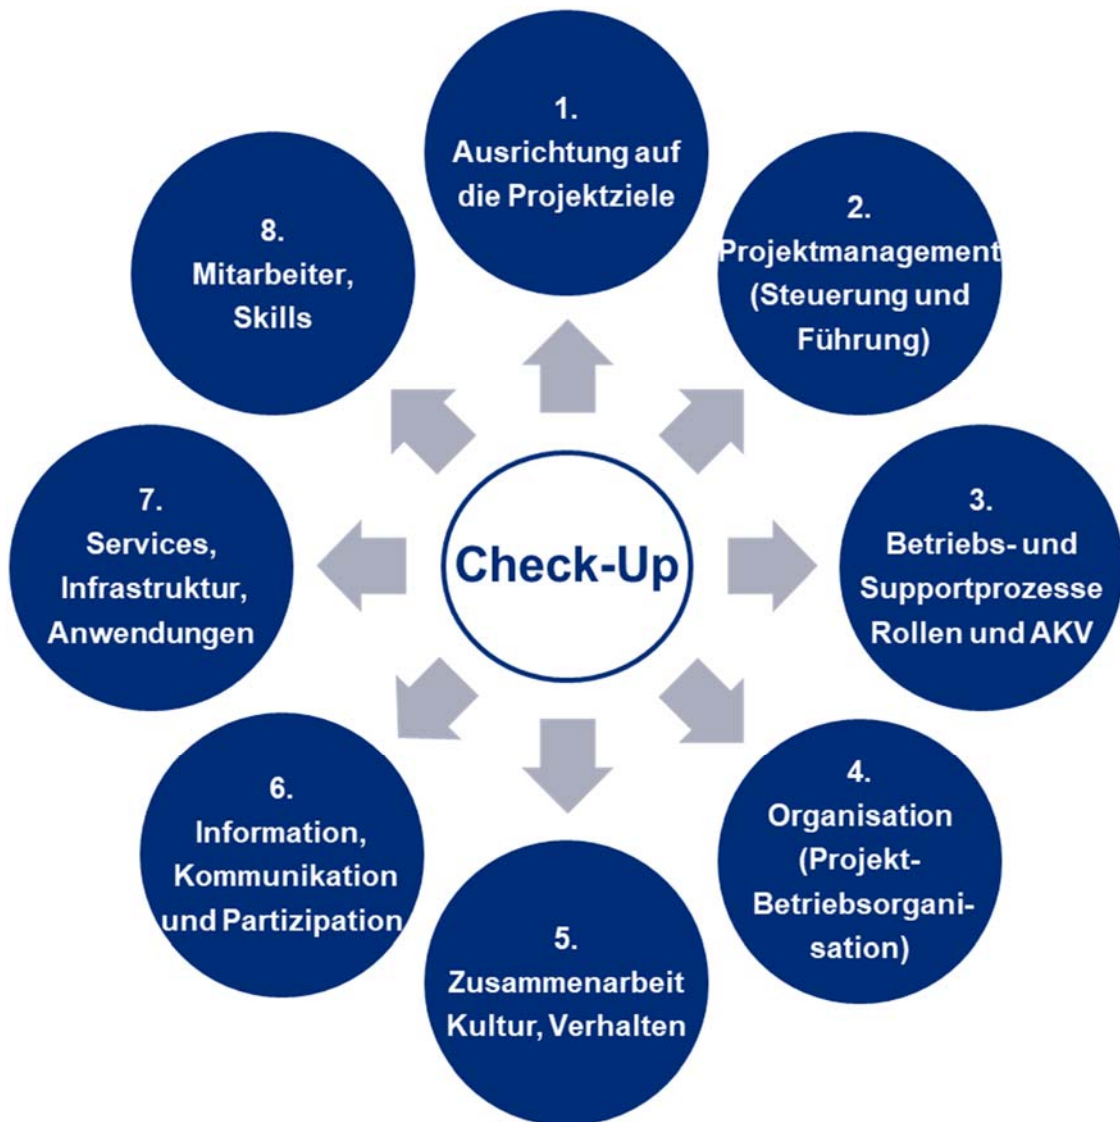 1.
Ausrichtung auf
die Projektziele
2.
Projektmanagement
(Steuerung und
Führung)
3.
Betriebs- und
Supportprozesse
Rollen und AKV
4.
Organisation
(Projekt-
Betriebsorgani-
sation)
5.
Zusammenarbeit
Kultur, Verhalten
6.
Information,
Kommunikation
und Partizipation
7.
Services,
Infrastruktur,
Anwendungen
8.
Mitarbeiter,
Skills
Check-Up